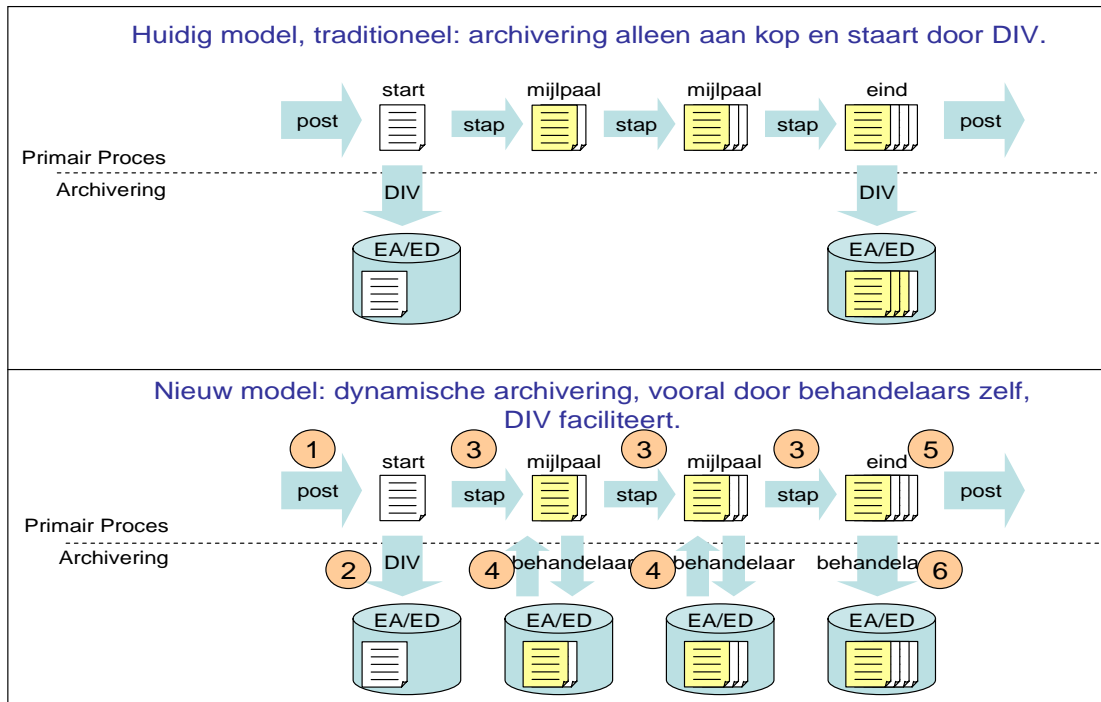 Huidig model, traditioneel: archivering alleen aan kop en staart door DIV.
start mijlpaal mijlpaal eind
post stap stap stap post
Primair Proces
Archivering
DIV DIV
EA/ED EA/ED
Nieuw model: dynamische archivering, vooral door behandelaars zelf,
DIV faciliteert.
1 3 3 3 5
start mijlpaal mijlpaal eind
post stap stap stap post
Primair Proces
Archivering
2 DIV 4 behandelaar 4 behandelaar behandela 6
EA/ED EA/ED EA/ED EA/ED